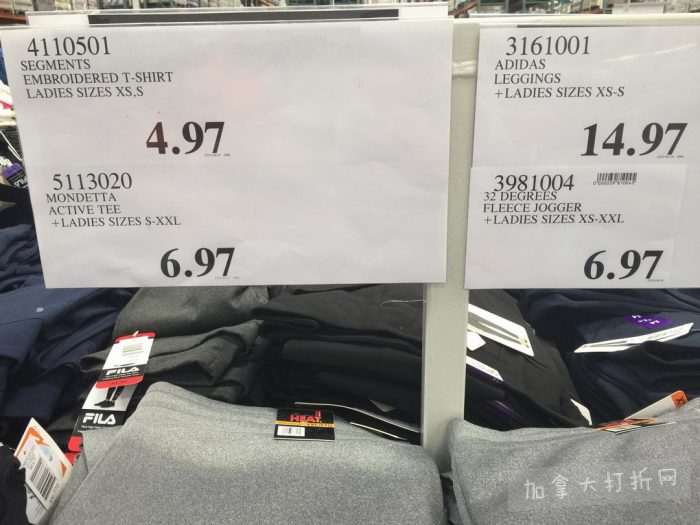 4110501
SEGMENTS
EMBROIDERED T-SHIRT
LADIES SIZES XS,S
4.97
5113020
MONDETTA
ACTIVE TEE
+LADIES SIZES S-XXL
6.97
3161001
ADIDAS
LEGGINGS
+LADIES SIZES XS-S
14.97
3981004
32 DEGREES
FLEECE JOGGER
+LADIES SIZES XS-XXL
6.97
FILA
FILA
HEAT
加拿大打折网